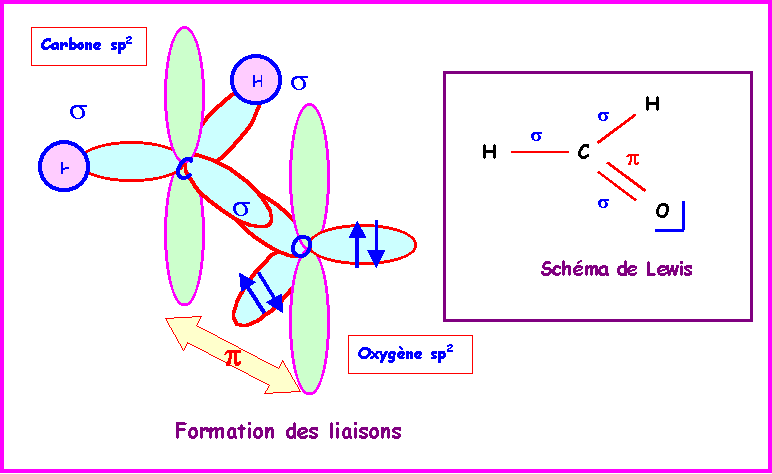 Carbone sp²
σ
H
σ
H
C
σ
O
π
Oxygène sp²
Formation des liaisons
H
σ
σ
H
C
π
σ
O
Schéma de Lewis